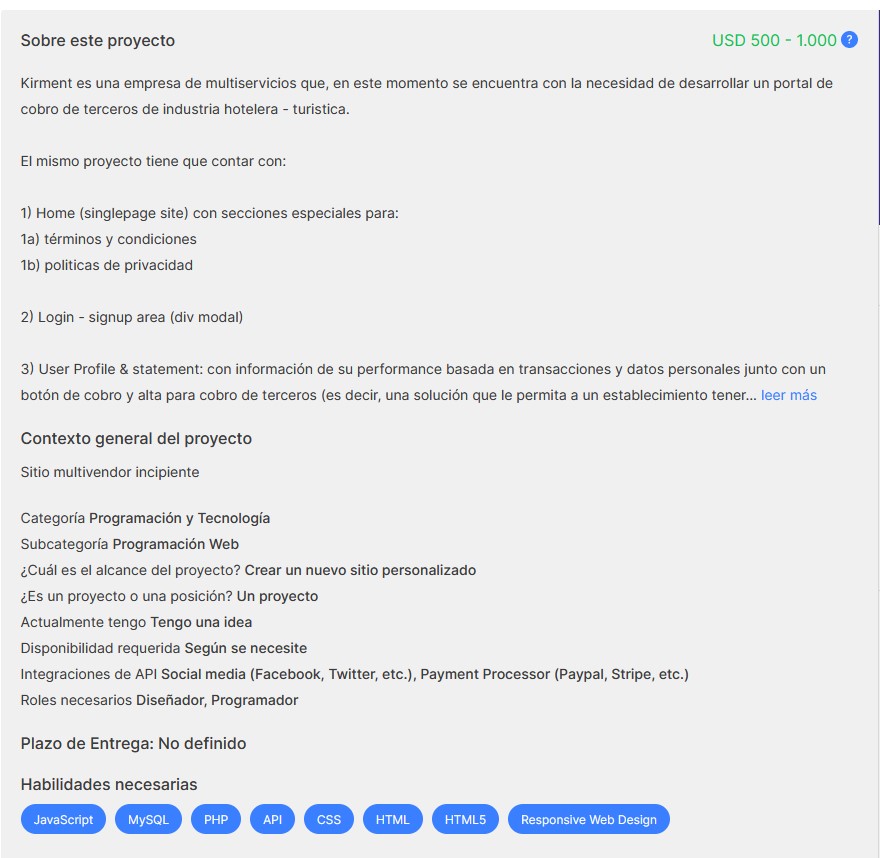 Sobre este proyecto
USD 500 - 1.000 ?
Kirment es una empresa de multiservicios que, en este momento se encuentra con la necesidad de desarrollar un portal de
cobro de terceros de industria hotelera - turistica.
El mismo proyecto tiene que contar con:
1) Home (singlepage site) con secciones especiales para:
1a) términos y condiciones
1b) politicas de privacidad
2) Login - signup area (div modal)
3) User Profile & statement: con información de su performance basada en transacciones y datos personales junto con un
botón de cobro y alta para cobro de terceros (es decir, una solución que le permita a un establecimiento tener... leer más
Contexto general del proyecto
Sitio multivendor incipiente
Categoría Programación y Tecnología
Subcategoría Programación Web
¿Cuál es el alcance del proyecto? Crear un nuevo sitio personalizado
¿Es un proyecto o una posición? Un proyecto
Actualmente tengo Tengo una idea
Disponibilidad requerida Según se necesite
Integraciones de API Social media (Facebook, Twitter, etc.), Payment Processor (Paypal, Stripe, etc.)
Roles necesarios Diseñador, Programador
Plazo de Entrega: No definido
Habilidades necesarias
JavaScript MySQL PHP API CSS HTML HTML5 Responsive Web Design